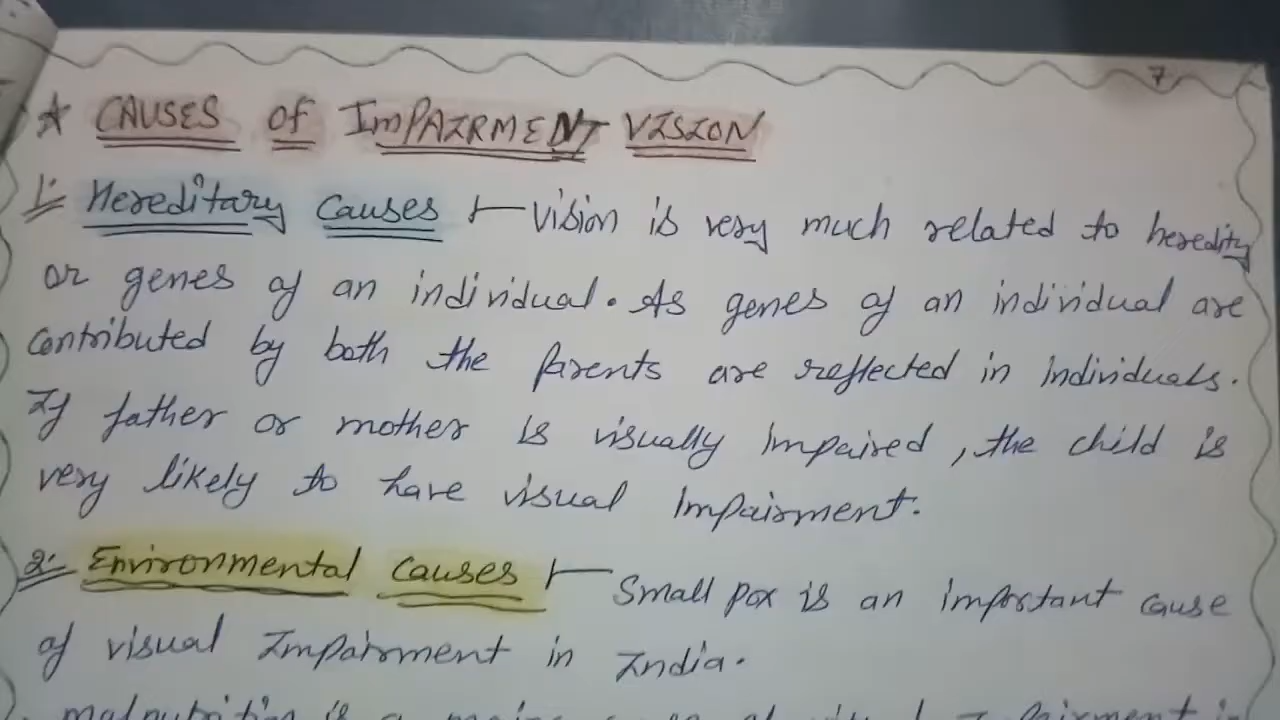 7
☆ CAUSES Of ImPAIRMENT VISION
1:- Hereditary Causes :- Vision is very much related to heredity
or genes of an individual. As genes of an individual are
Contributed by both the Parents are reflected in individuals.
If father or mother is visually Impaired, the child is
very likely to have visual Impairment.
2:- Environmental Causes :- Small pox is an important cause
of visual Impairment in India.
malnutrition is a